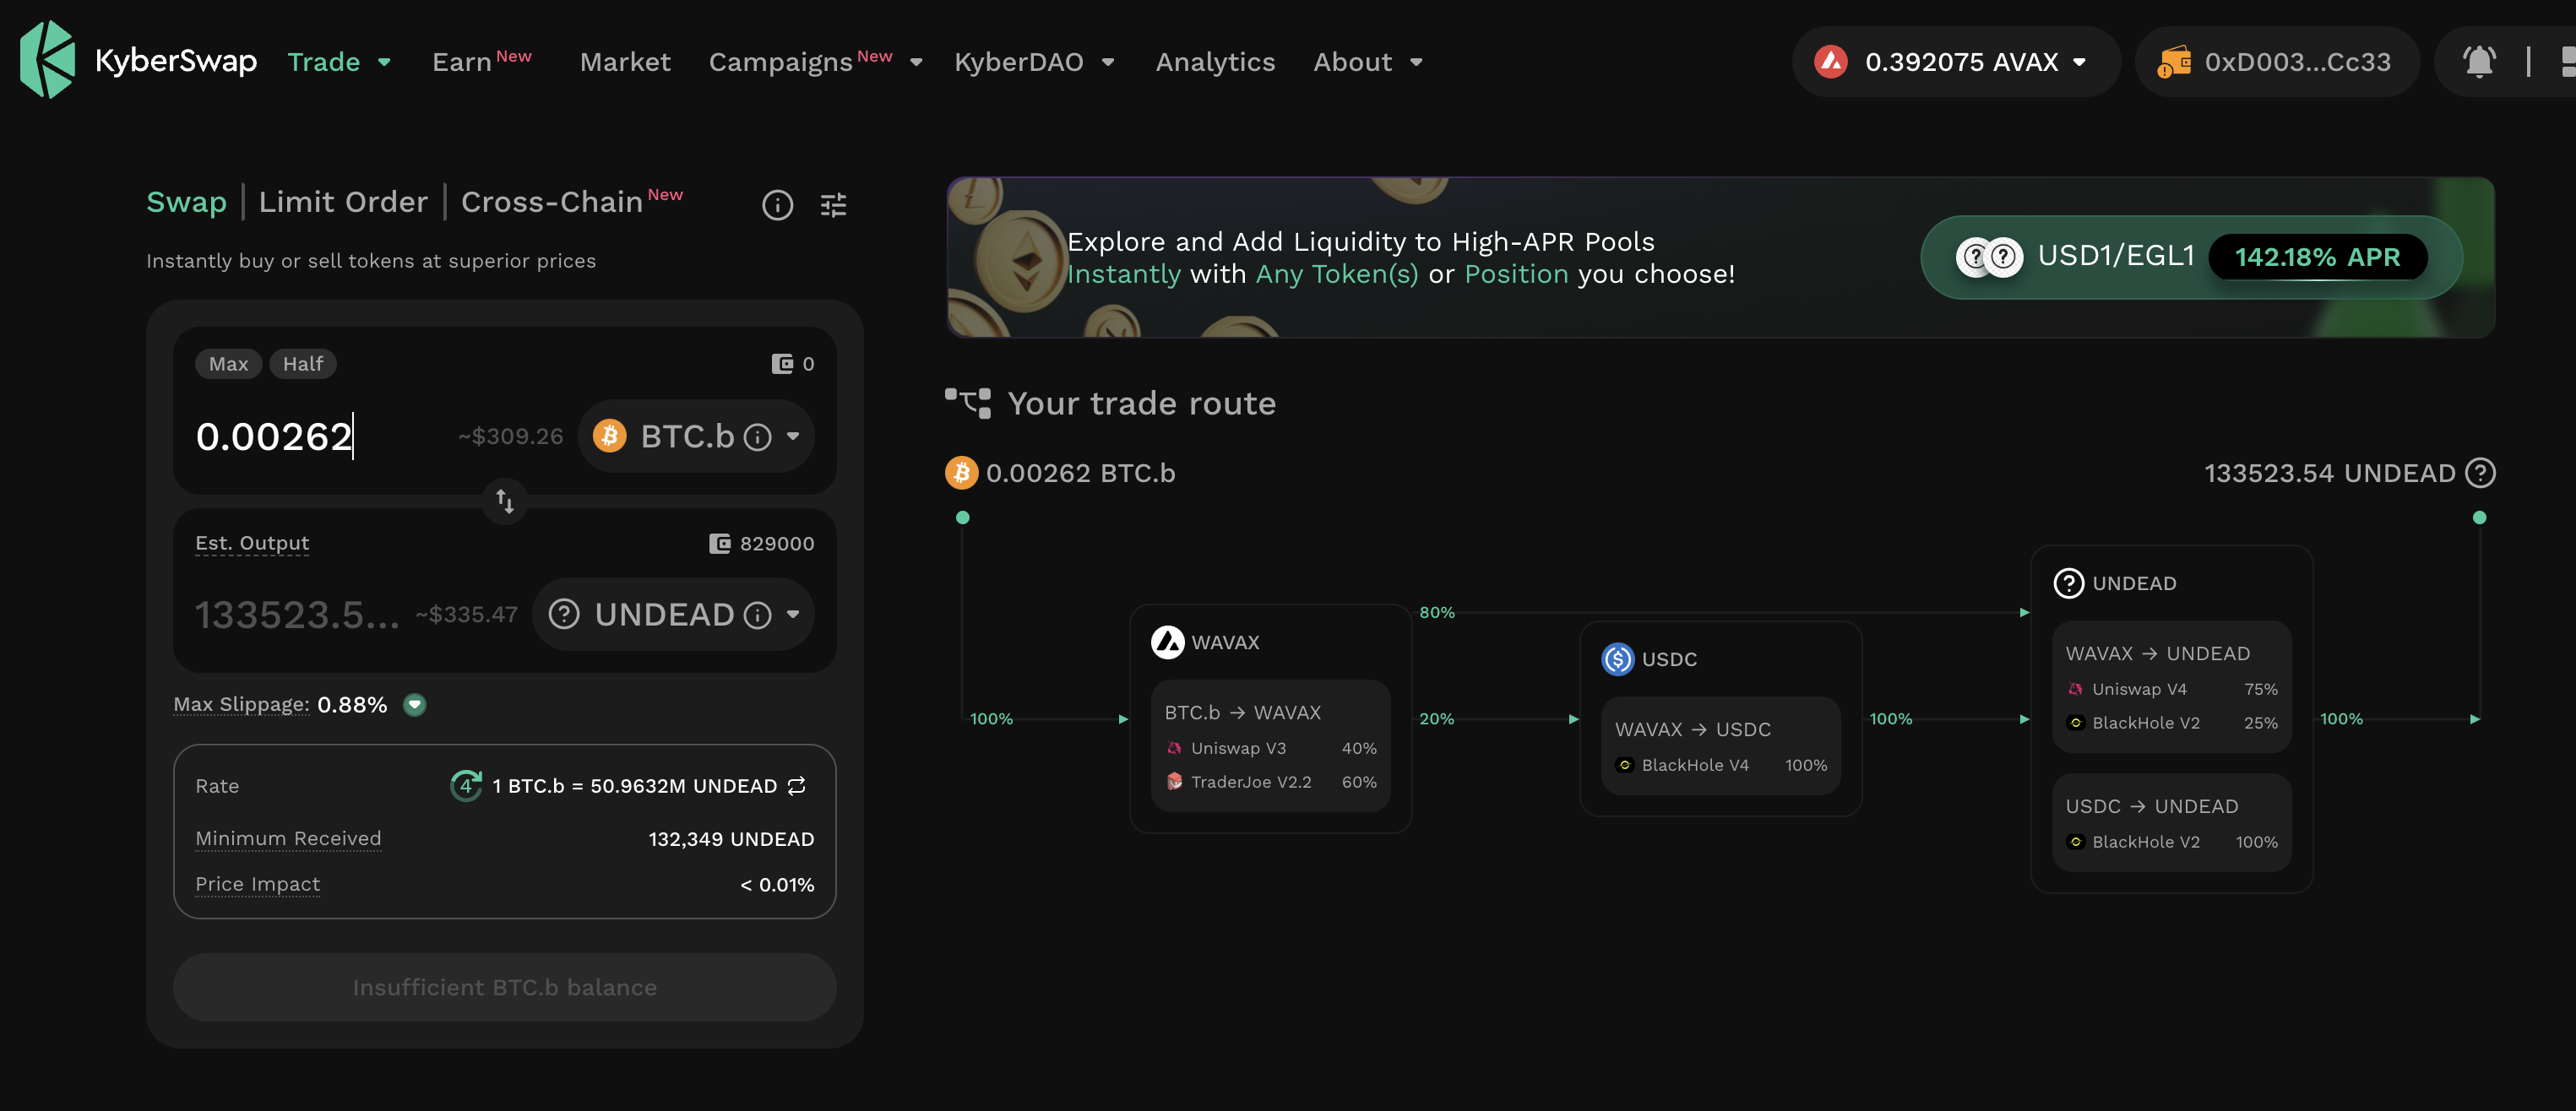 KyberSwap Trade Earn New Market Campaigns New KyberDAO Analytics About 0.392075 AVAX 0xD003...Cc33
Swap | Limit Order | Cross-Chain New
Instantly buy or sell tokens at superior prices
Max Half 0
0.00262 ~$309.26 BTC.b
Est. Output 829000
133523.5... ~$335.47 UNDEAD
Max Slippage: 0.88%
Rate 4 1 BTC.b = 50.9632M UNDEAD
Minimum Received 132,349 UNDEAD
Price Impact < 0.01%
Insufficient BTC.b balance
Explore and Add Liquidity to High-APR Pools
Instantly with Any Token(s) or Position you choose!
USD1/EGL1 142.18% APR
Your trade route
0.00262 BTC.b 133523.54 UNDEAD
100%
WAVAX
BTC.b → WAVAX
Uniswap V3 40%
TraderJoe V2.2 60%
80%
20%
USDC
WAVAX → USDC
BlackHole V4 100%
100%
UNDEAD
WAVAX → UNDEAD
Uniswap V4 75%
BlackHole V2 25%
USDC → UNDEAD
BlackHole V2 100%
100%